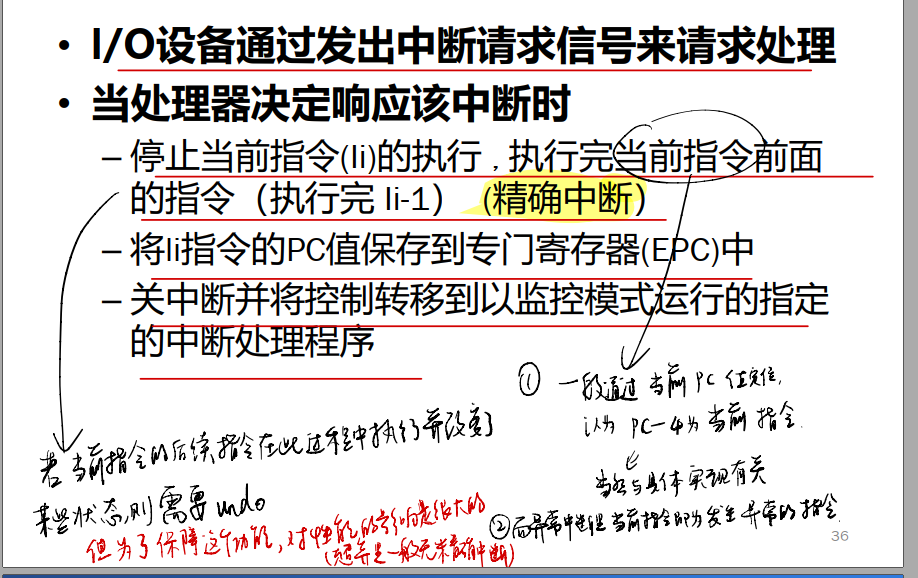 • I/O设备通过发出中断请求信号来请求处理
• 当处理器决定响应该中断时
– 停止当前指令(Ii)的执行，执行完当前指令前面
的指令（执行完 Ii-1） (精确中断)
– 将Ii指令的PC值保存到专门寄存器(EPC)中
– 关中断并将控制转移到以监控模式运行的指定
的中断处理程序
① 一般通过当前PC值定位，
认为 PC-4为当前指令.
当然与具体实现有关
若当前指令的后续指令在此过程中执行并改变了
某些状态,则需要undo
②而异常中断里当前指令即为发生异常的指令.
但为了保障这个功能，对性能的影响是很大的
(一般无精确中断)
36